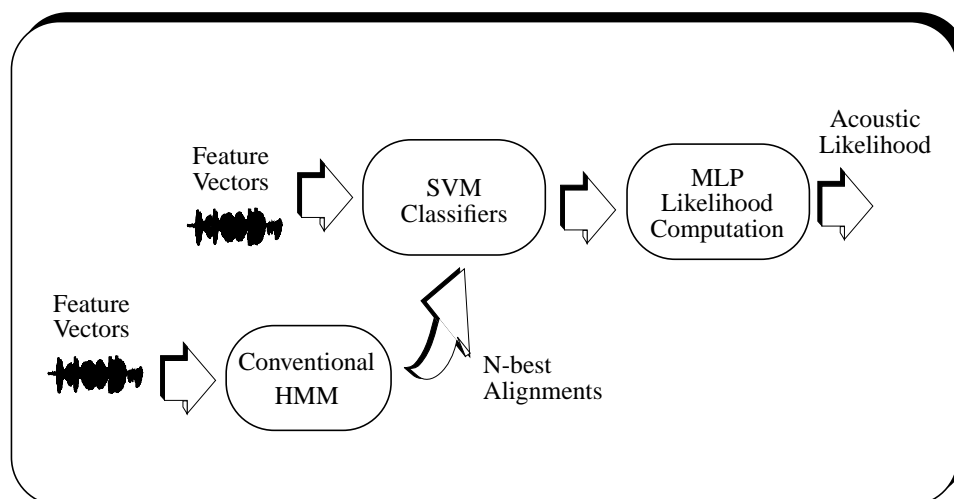 Acoustic
Likelihood
Feature
Vectors
SVM
Classifiers
MLP
Likelihood
Computation
Feature
Vectors
Conventional
HMM
N-best
Alignments